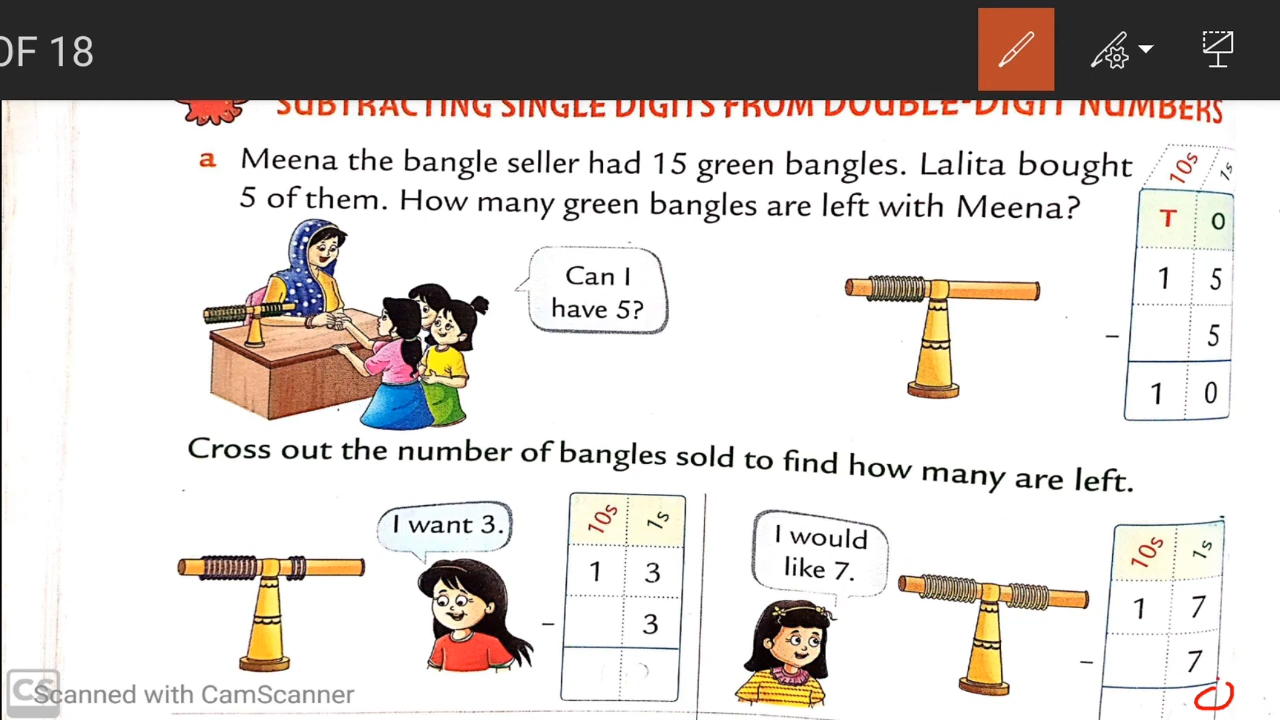 OF 18
SUBTRACTING SINGLE DIGITS FROM DOUBLE-DIGIT NUMBERS
a Meena the bangle seller had 15 green bangles. Lalita bought
5 of them. How many green bangles are left with Meena?
10s 1s
T O
1 5
- 5
1 0
Can I
have 5?
Cross out the number of bangles sold to find how many are left.
I want 3.
10s 1s
1 3
- 3
I would
like 7.
10s 1s
1 7
- 7
0
CS Scanned with CamScanner